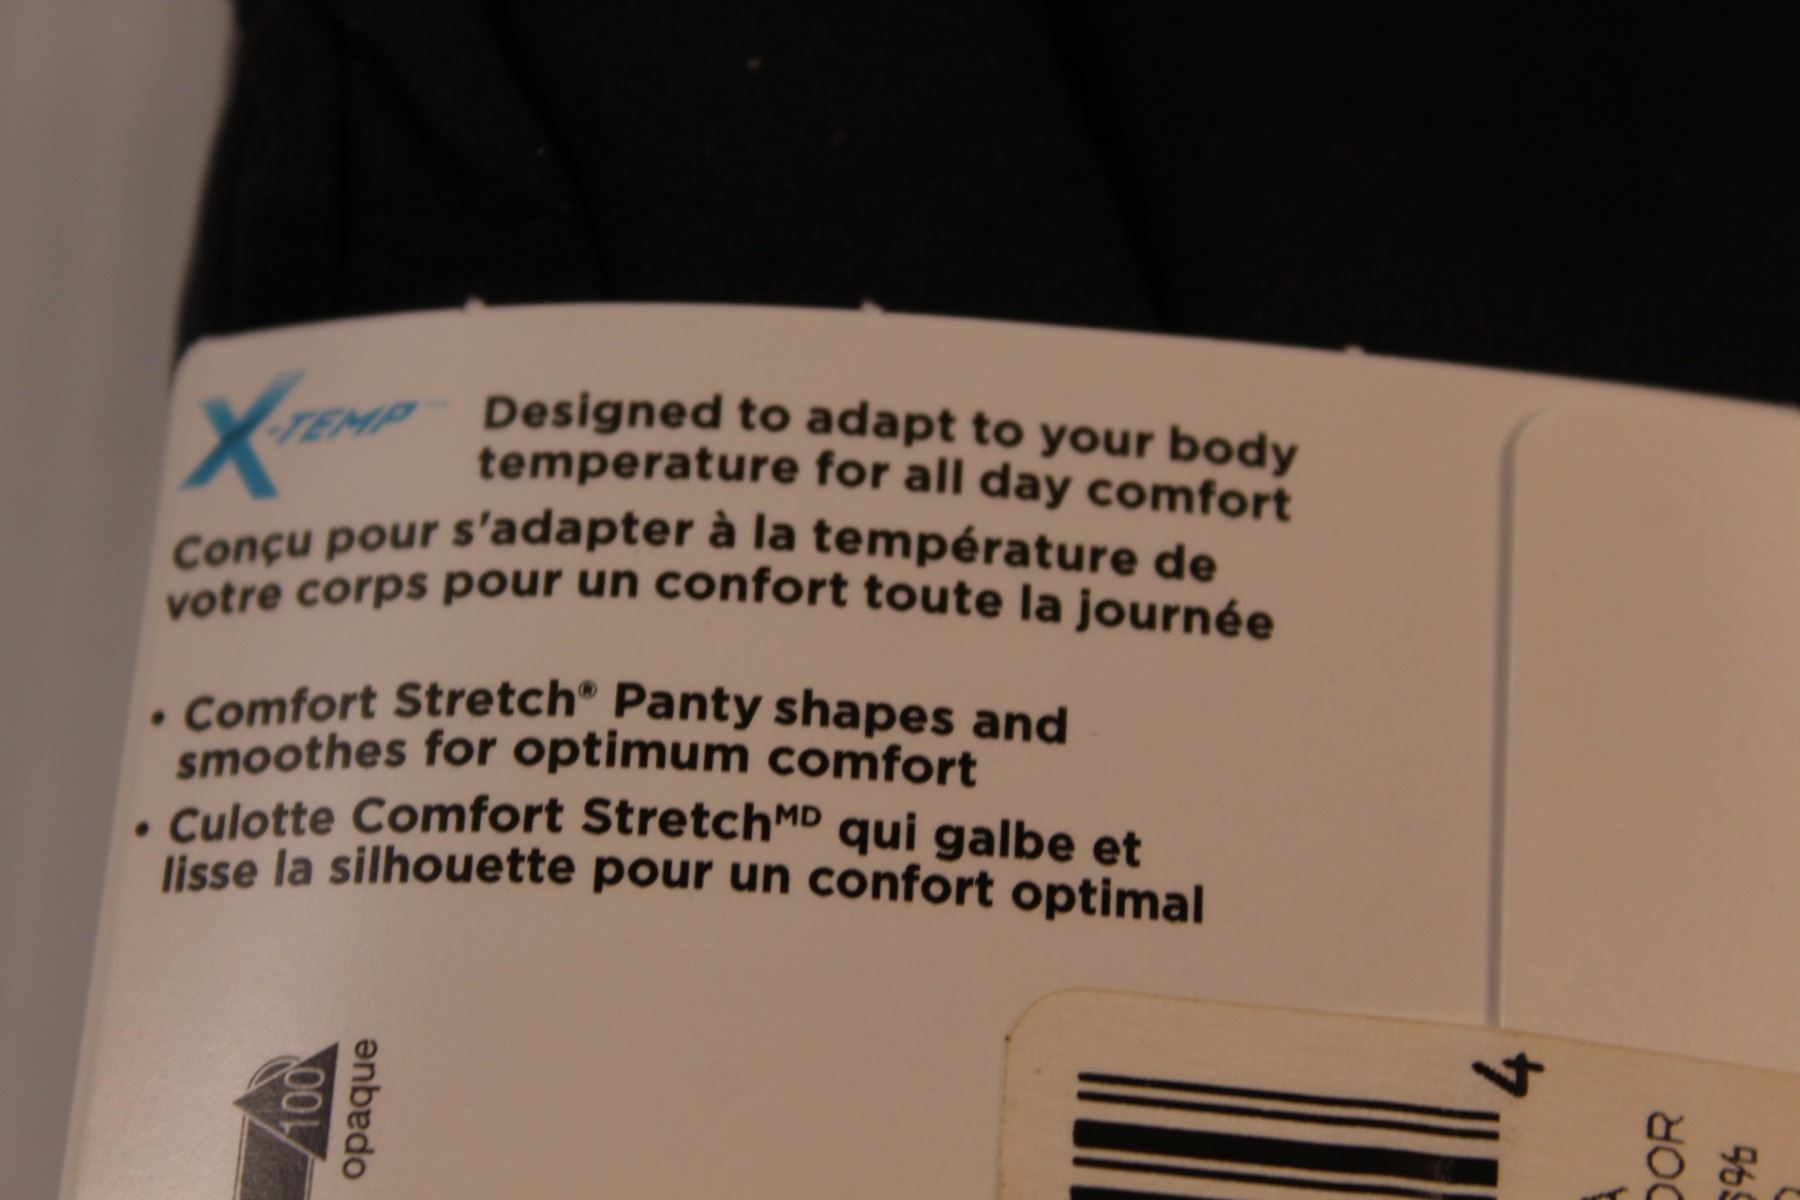 X-TEMP™
Designed to adapt to your body
temperature for all day comfort
Conçu pour s'adapter à la température de
votre corps pour un confort toute la journée
• Comfort Stretch® Panty shapes and
smoothes for optimum comfort
• Culotte Comfort Stretchᴹᴰ qui galbe et
lisse la silhouette pour un confort optimal
100
opaque
4